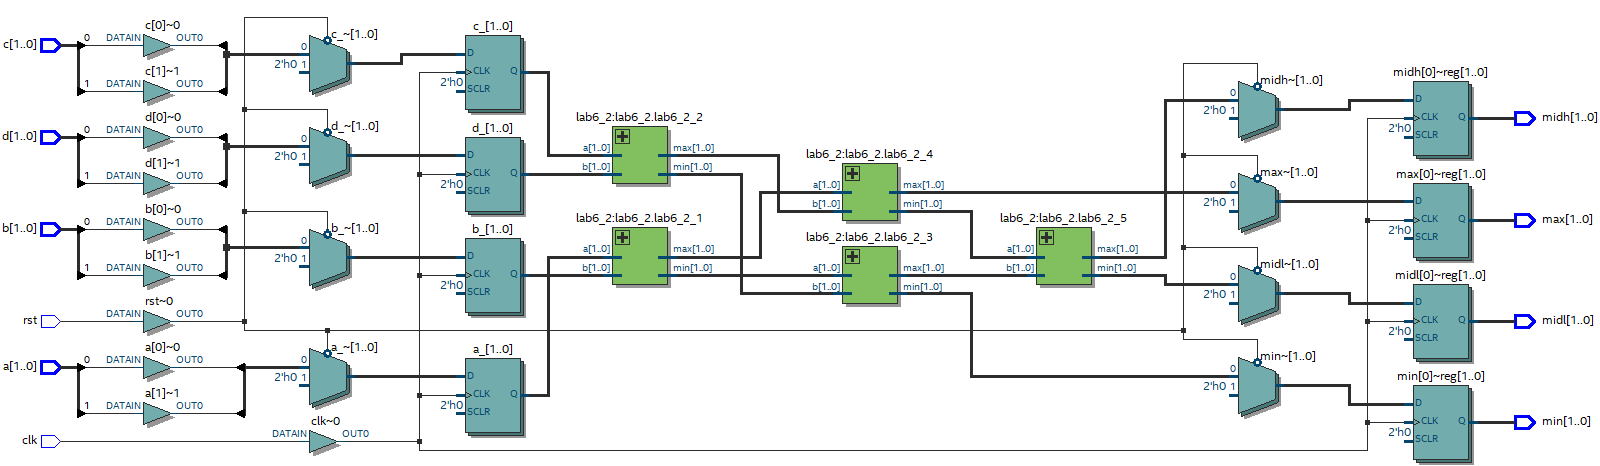 c[0]~0
c[1..0]
0
DATAIN
OUT0
c[1]~1
1
DATAIN
OUT0
c_~[1..0]
0
2'h0 1
c_[1..0]
D
CLK
Q
2'h0
SCLR
d[0]~0
d[1..0]
0
DATAIN
OUT0
d[1]~1
1
DATAIN
OUT0
d_~[1..0]
0
2'h0 1
d_[1..0]
D
CLK
Q
2'h0
SCLR
b[0]~0
b[1..0]
0
DATAIN
OUT0
b[1]~1
1
DATAIN
OUT0
b_~[1..0]
0
2'h0 1
b_[1..0]
D
CLK
Q
2'h0
SCLR
rst~0
rst
DATAIN
OUT0
a[0]~0
a[1..0]
0
DATAIN
OUT0
a[1]~1
1
DATAIN
OUT0
a_~[1..0]
0
2'h0 1
a_[1..0]
D
CLK
Q
2'h0
SCLR
clk~0
clk
DATAIN
OUT0
lab6_2:lab6_2.lab6_2_2
a[1..0]
max[1..0]
b[1..0]
min[1..0]
lab6_2:lab6_2.lab6_2_1
a[1..0]
max[1..0]
b[1..0]
min[1..0]
lab6_2:lab6_2.lab6_2_4
a[1..0]
max[1..0]
b[1..0]
min[1..0]
lab6_2:lab6_2.lab6_2_3
a[1..0]
max[1..0]
b[1..0]
min[1..0]
lab6_2:lab6_2.lab6_2_5
a[1..0]
max[1..0]
b[1..0]
min[1..0]
midh~[1..0]
0
2'h0 1
midh[0]~reg[1..0]
D
CLK
Q
2'h0
SCLR
midh[1..0]
max~[1..0]
0
2'h0 1
max[0]~reg[1..0]
D
CLK
Q
2'h0
SCLR
max[1..0]
midl~[1..0]
0
2'h0 1
midl[0]~reg[1..0]
D
CLK
Q
2'h0
SCLR
midl[1..0]
min~[1..0]
0
2'h0 1
min[0]~reg[1..0]
D
CLK
Q
2'h0
SCLR
min[1..0]